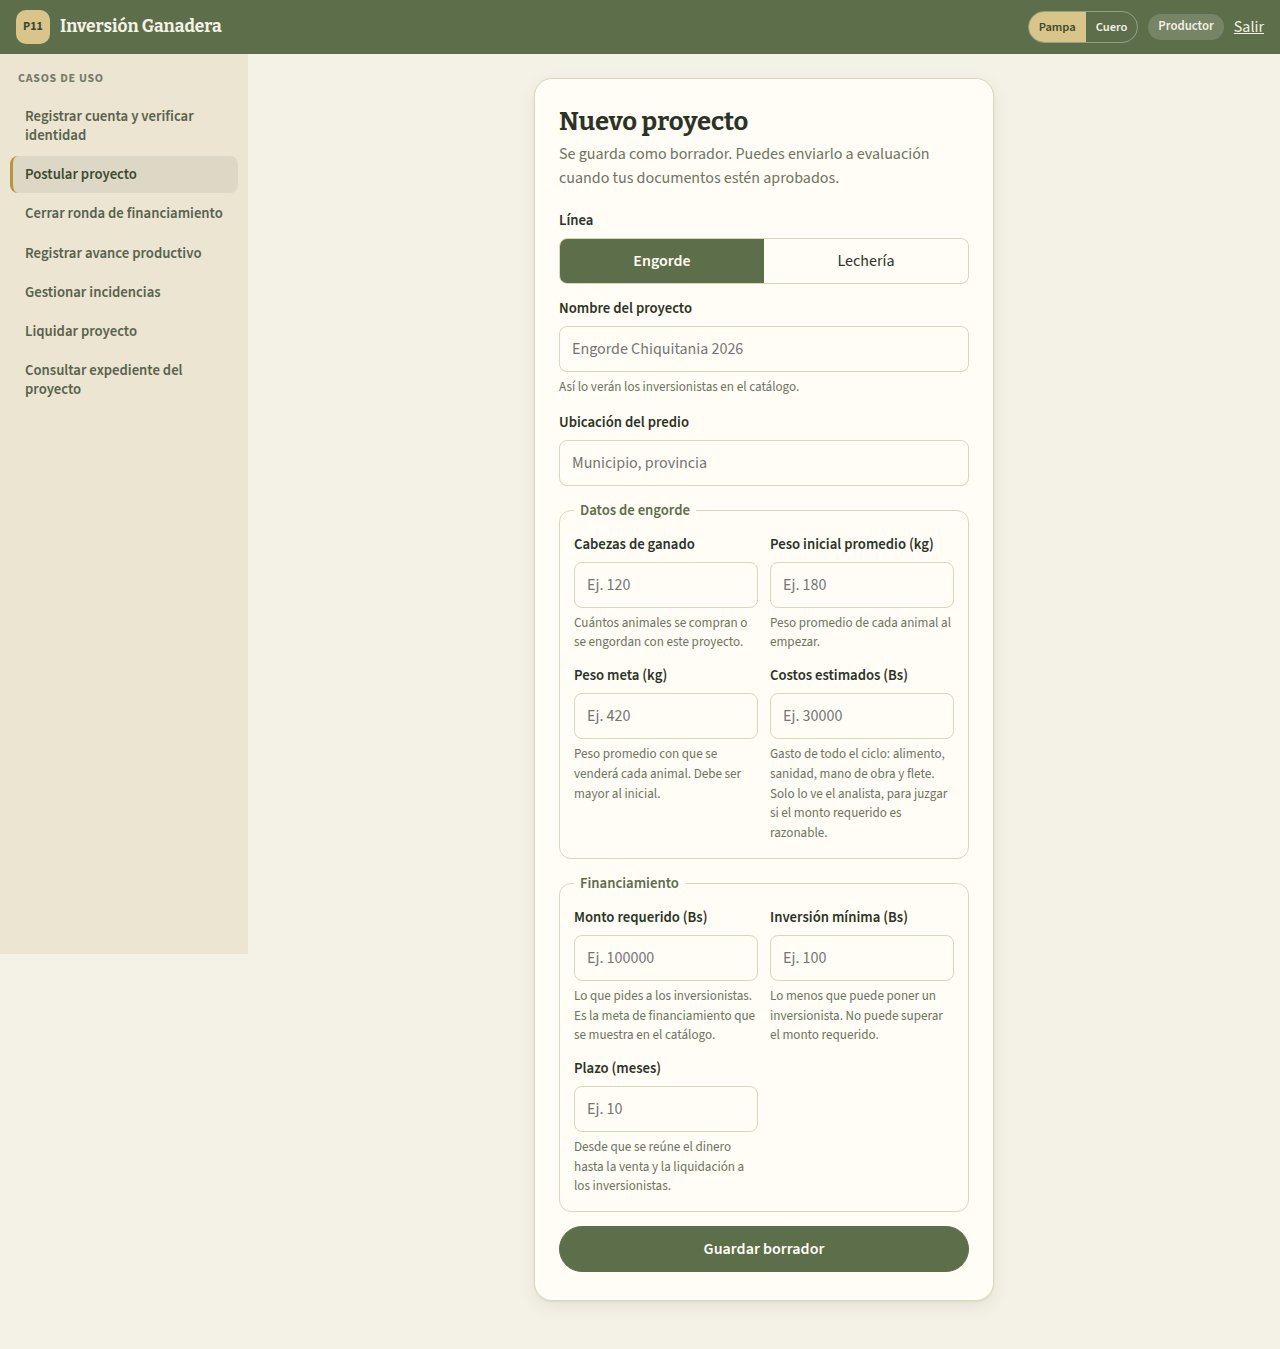 P11 Inversión Ganadera
Pampa Cuero Productor Salir
CASOS DE USO
Registrar cuenta y verificar
identidad
Postular proyecto
Cerrar ronda de financiamiento
Registrar avance productivo
Gestionar incidencias
Liquidar proyecto
Consultar expediente del
proyecto
Nuevo proyecto
Se guarda como borrador. Puedes enviarlo a evaluación
cuando tus documentos estén aprobados.
Línea
Engorde Lechería
Nombre del proyecto
Engorde Chiquitania 2026
Así lo verán los inversionistas en el catálogo.
Ubicación del predio
Municipio, provincia
Datos de engorde
Cabezas de ganado
Ej. 120
Cuántos animales se compran o
se engordan con este proyecto.
Peso inicial promedio (kg)
Ej. 180
Peso promedio de cada animal al
empezar.
Peso meta (kg)
Ej. 420
Peso promedio con que se
venderá cada animal. Debe ser
mayor al inicial.
Costos estimados (Bs)
Ej. 30000
Gasto de todo el ciclo: alimento,
sanidad, mano de obra y flete.
Solo lo ve el analista, para juzgar
si el monto requerido es
razonable.
Financiamiento
Monto requerido (Bs)
Ej. 100000
Lo que pides a los inversionistas.
Es la meta de financiamiento que
se muestra en el catálogo.
Inversión mínima (Bs)
Ej. 100
Lo menos que puede poner un
inversionista. No puede superar
el monto requerido.
Plazo (meses)
Ej. 10
Desde que se reúne el dinero
hasta la venta y la liquidación a
los inversionistas.
Guardar borrador